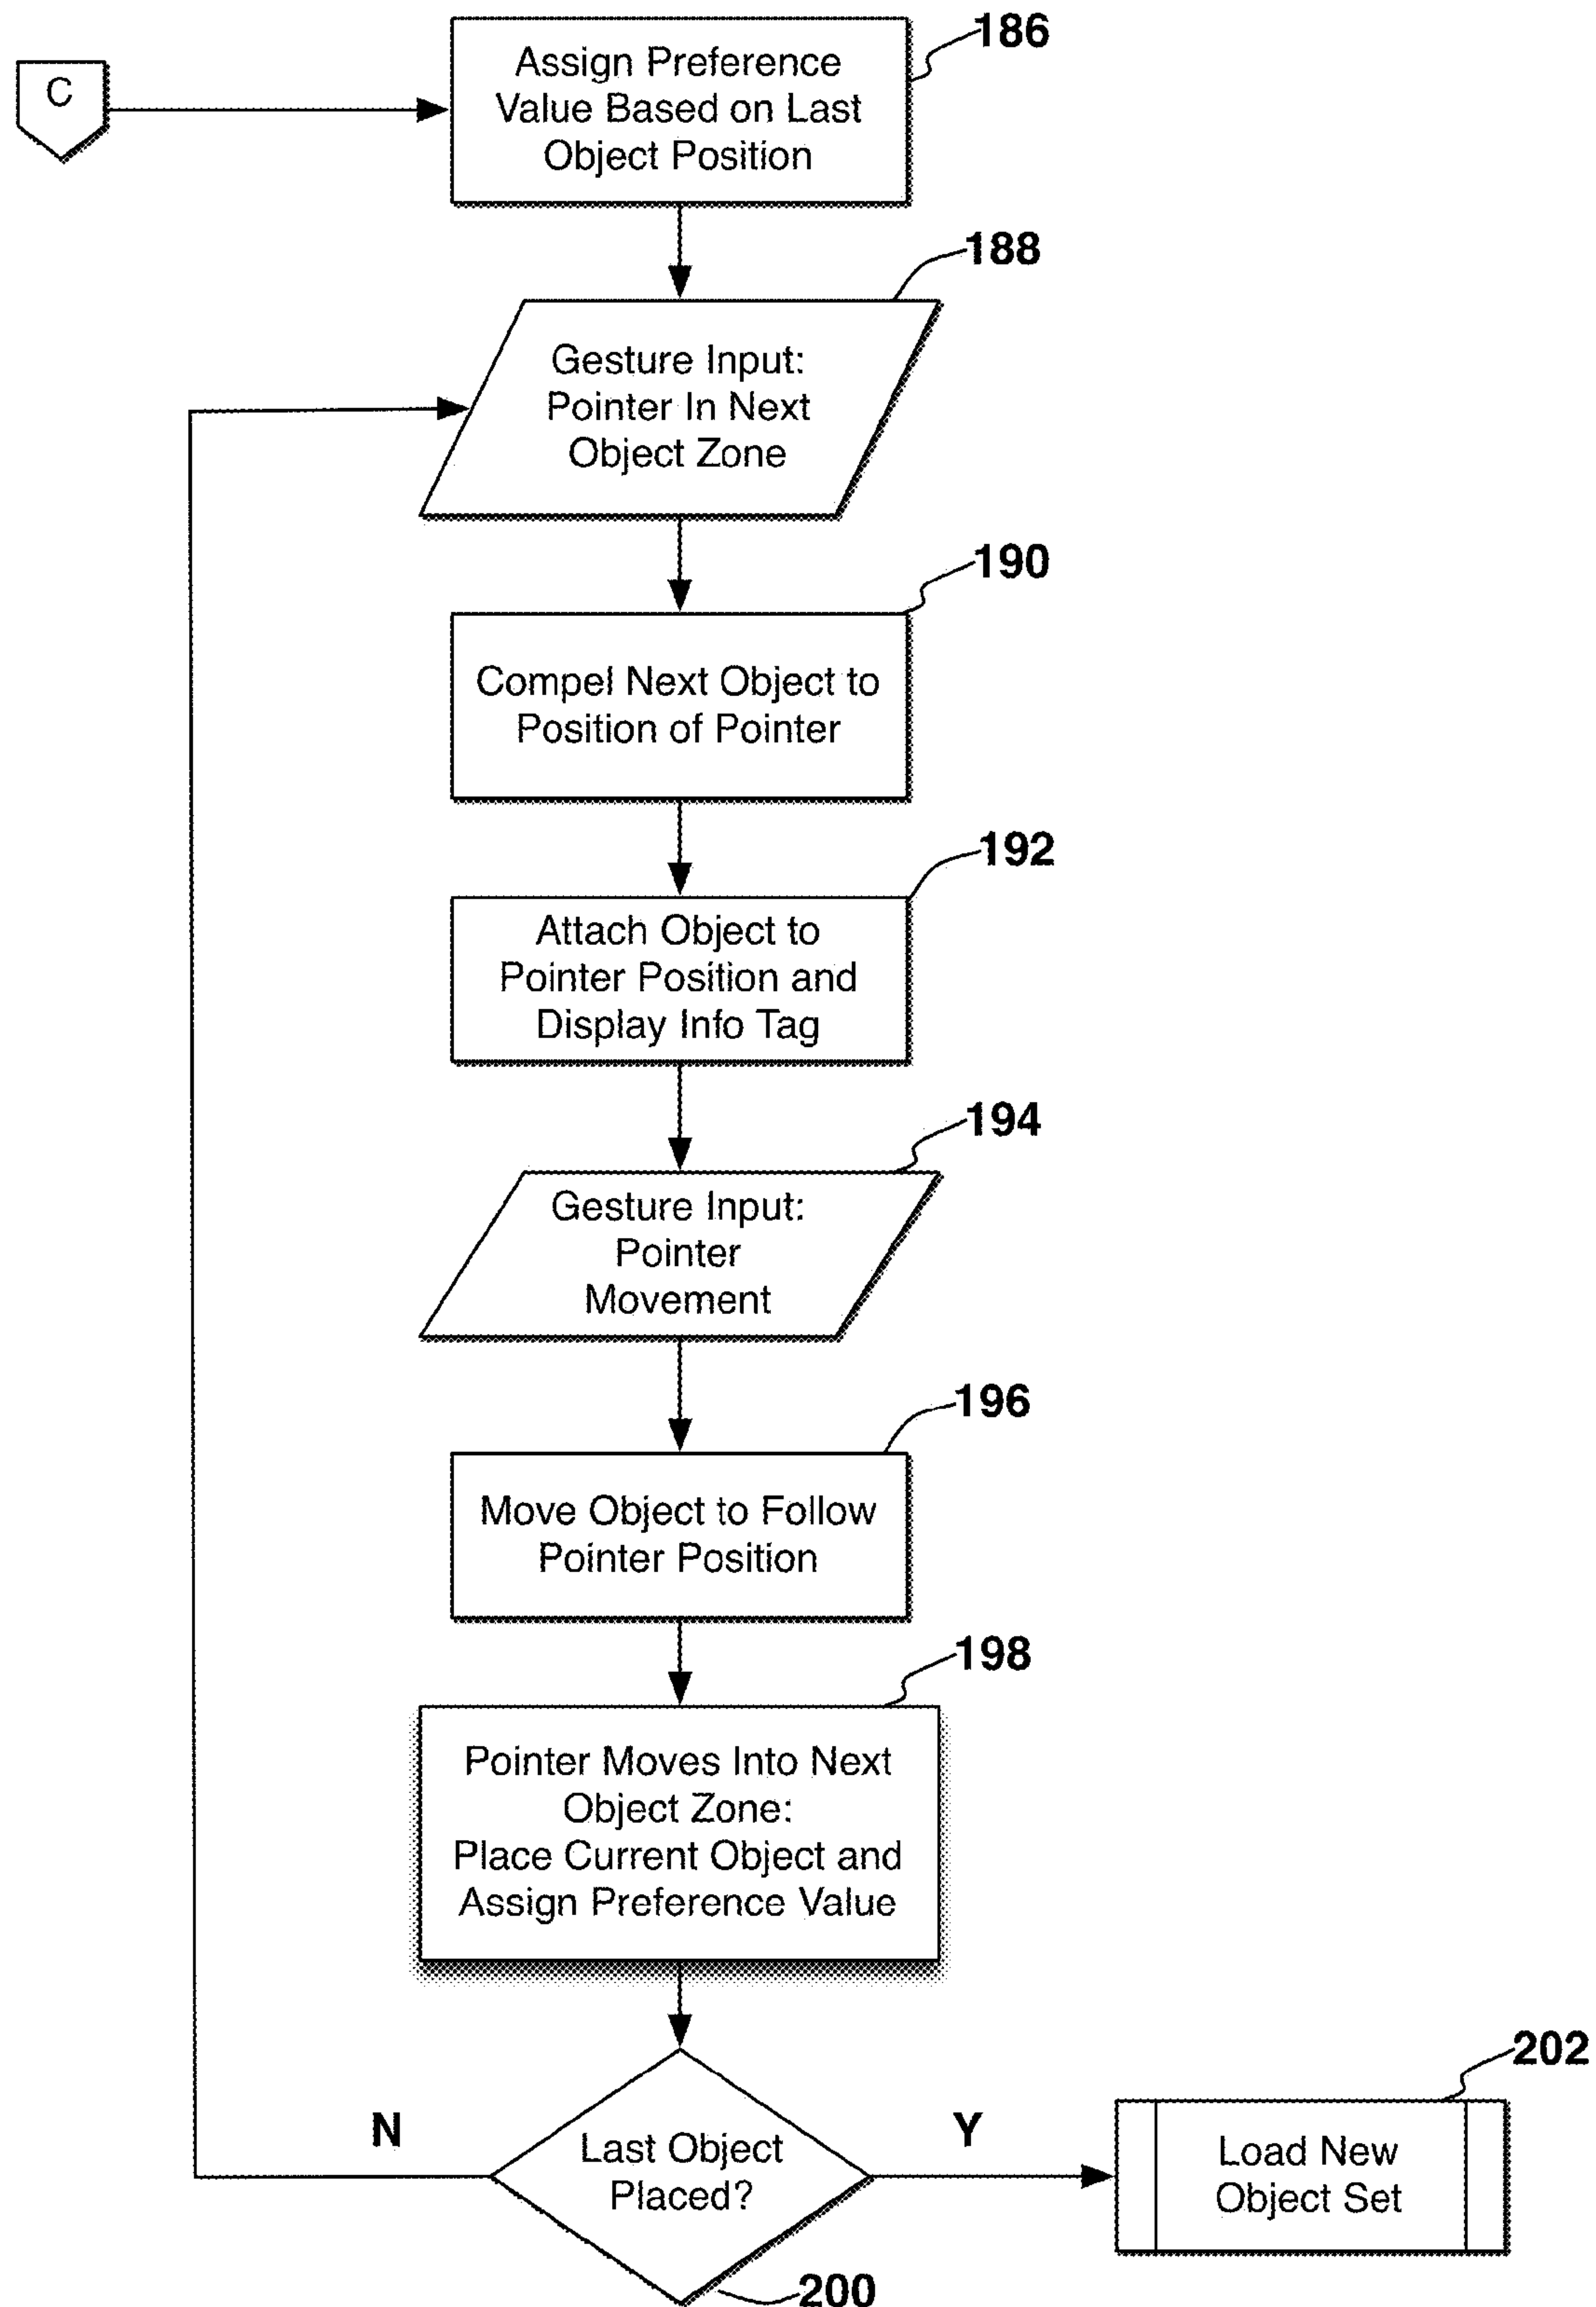 186
C
Assign Preference
Value Based on Last
Object Position
188
Gesture Input:
Pointer In Next
Object Zone
190
Compel Next Object to
Position of Pointer
192
Attach Object to
Pointer Position and
Display Info Tag
194
Gesture Input:
Pointer
Movement
196
Move Object to Follow
Pointer Position
198
Pointer Moves Into Next
Object Zone:
Place Current Object and
Assign Preference Value
202
N
Y
Last Object
Placed?
Load New
Object Set
200